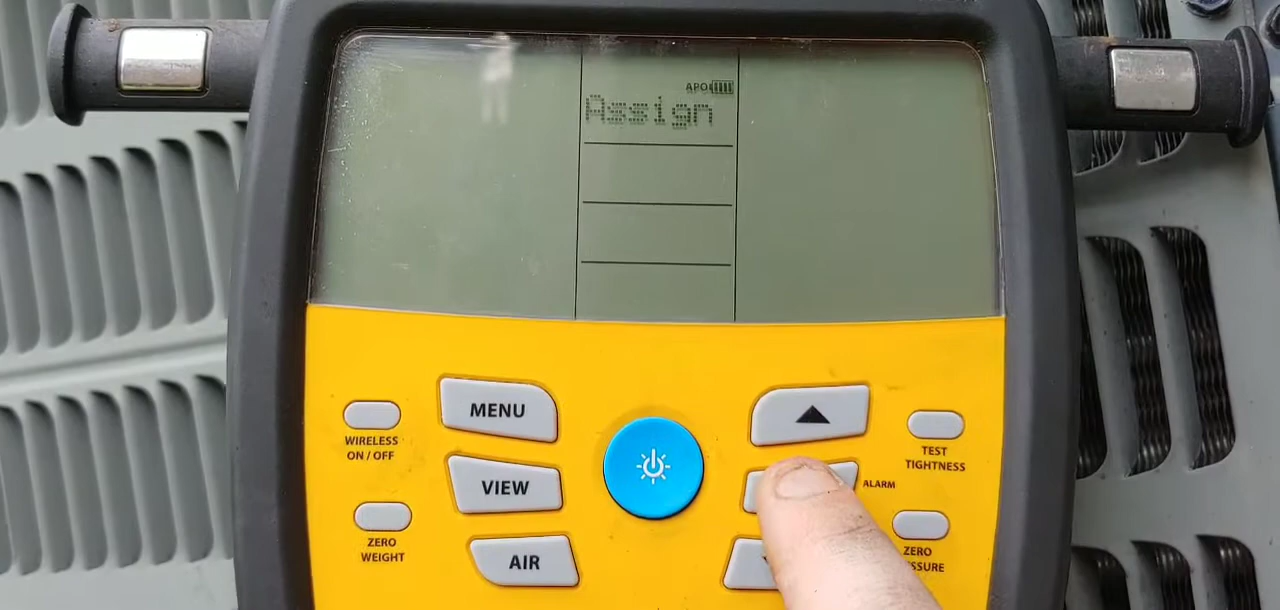 APO
Assign
MENU
WIRELESS
ON / OFF
TEST
TIGHTNESS
VIEW
ALARM
ZERO
WEIGHT
AIR
ZERO